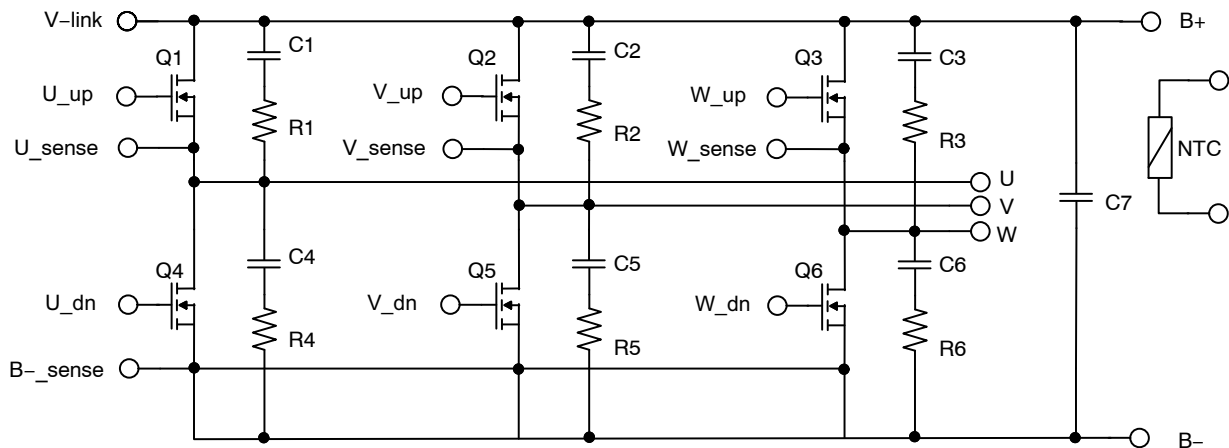 V–link
B+
Q1
C1
Q2
C2
Q3
C3
U_up
V_up
W_up
R1
R2
R3
U_sense
V_sense
W_sense
NTC
U
V
W
C7
Q4
C4
Q5
C5
Q6
C6
U_dn
V_dn
W_dn
R4
R5
R6
B–_sense
B–